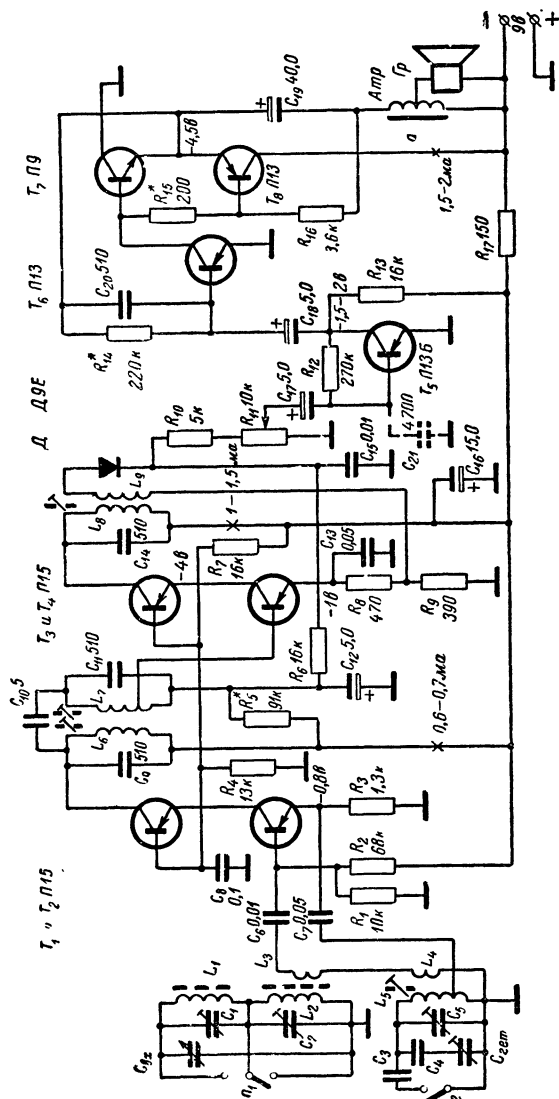 T₁ и T₂ П15
C₁₀ 5
T₃ и T₄ П15
Д Д9Е
T₆ П13
T₇ П9
L₆
C₉ 510
L₇
C₁₁ 510
L₈
C₁₄ 510
L₉
R₁₄*
220к
C₂₀ 510
R₁₅*
200
-4,5в
T₈ П13
C₁₉ 40,0
Aтр
Гр
C₈
0,1
R₄
13к
R₅*
91к
-4в
R₇
16к
1-1,5ма
R₁₀
5к
R₁₁ 10к
C₁₈ 5,0
R₁₆
3,6к
а
-0,8в
R₆ 16к
C₁₂ 5,0
-1в
R₈
470
C₁₃
0,05
C₁₅ 0,01
C₁₇ 5,0
R₁₂
270к
-1,5-2в
R₁₃
16к
Cвх
C₁
L₁
C₂
L₂
П₁
C₆ 0,01
C₇ 0,05
L₃
R₁
10к
R₂
68к
R₃
1,3к
0,6-0,7ма
R₉
390
C₂₁
4700
C₁₆ 15,0
T₅ П13Б
1,5-2ма
R₁₇ 150
-
9в
+
C₃
C₄
C₅
L₅
L₄
Cгет